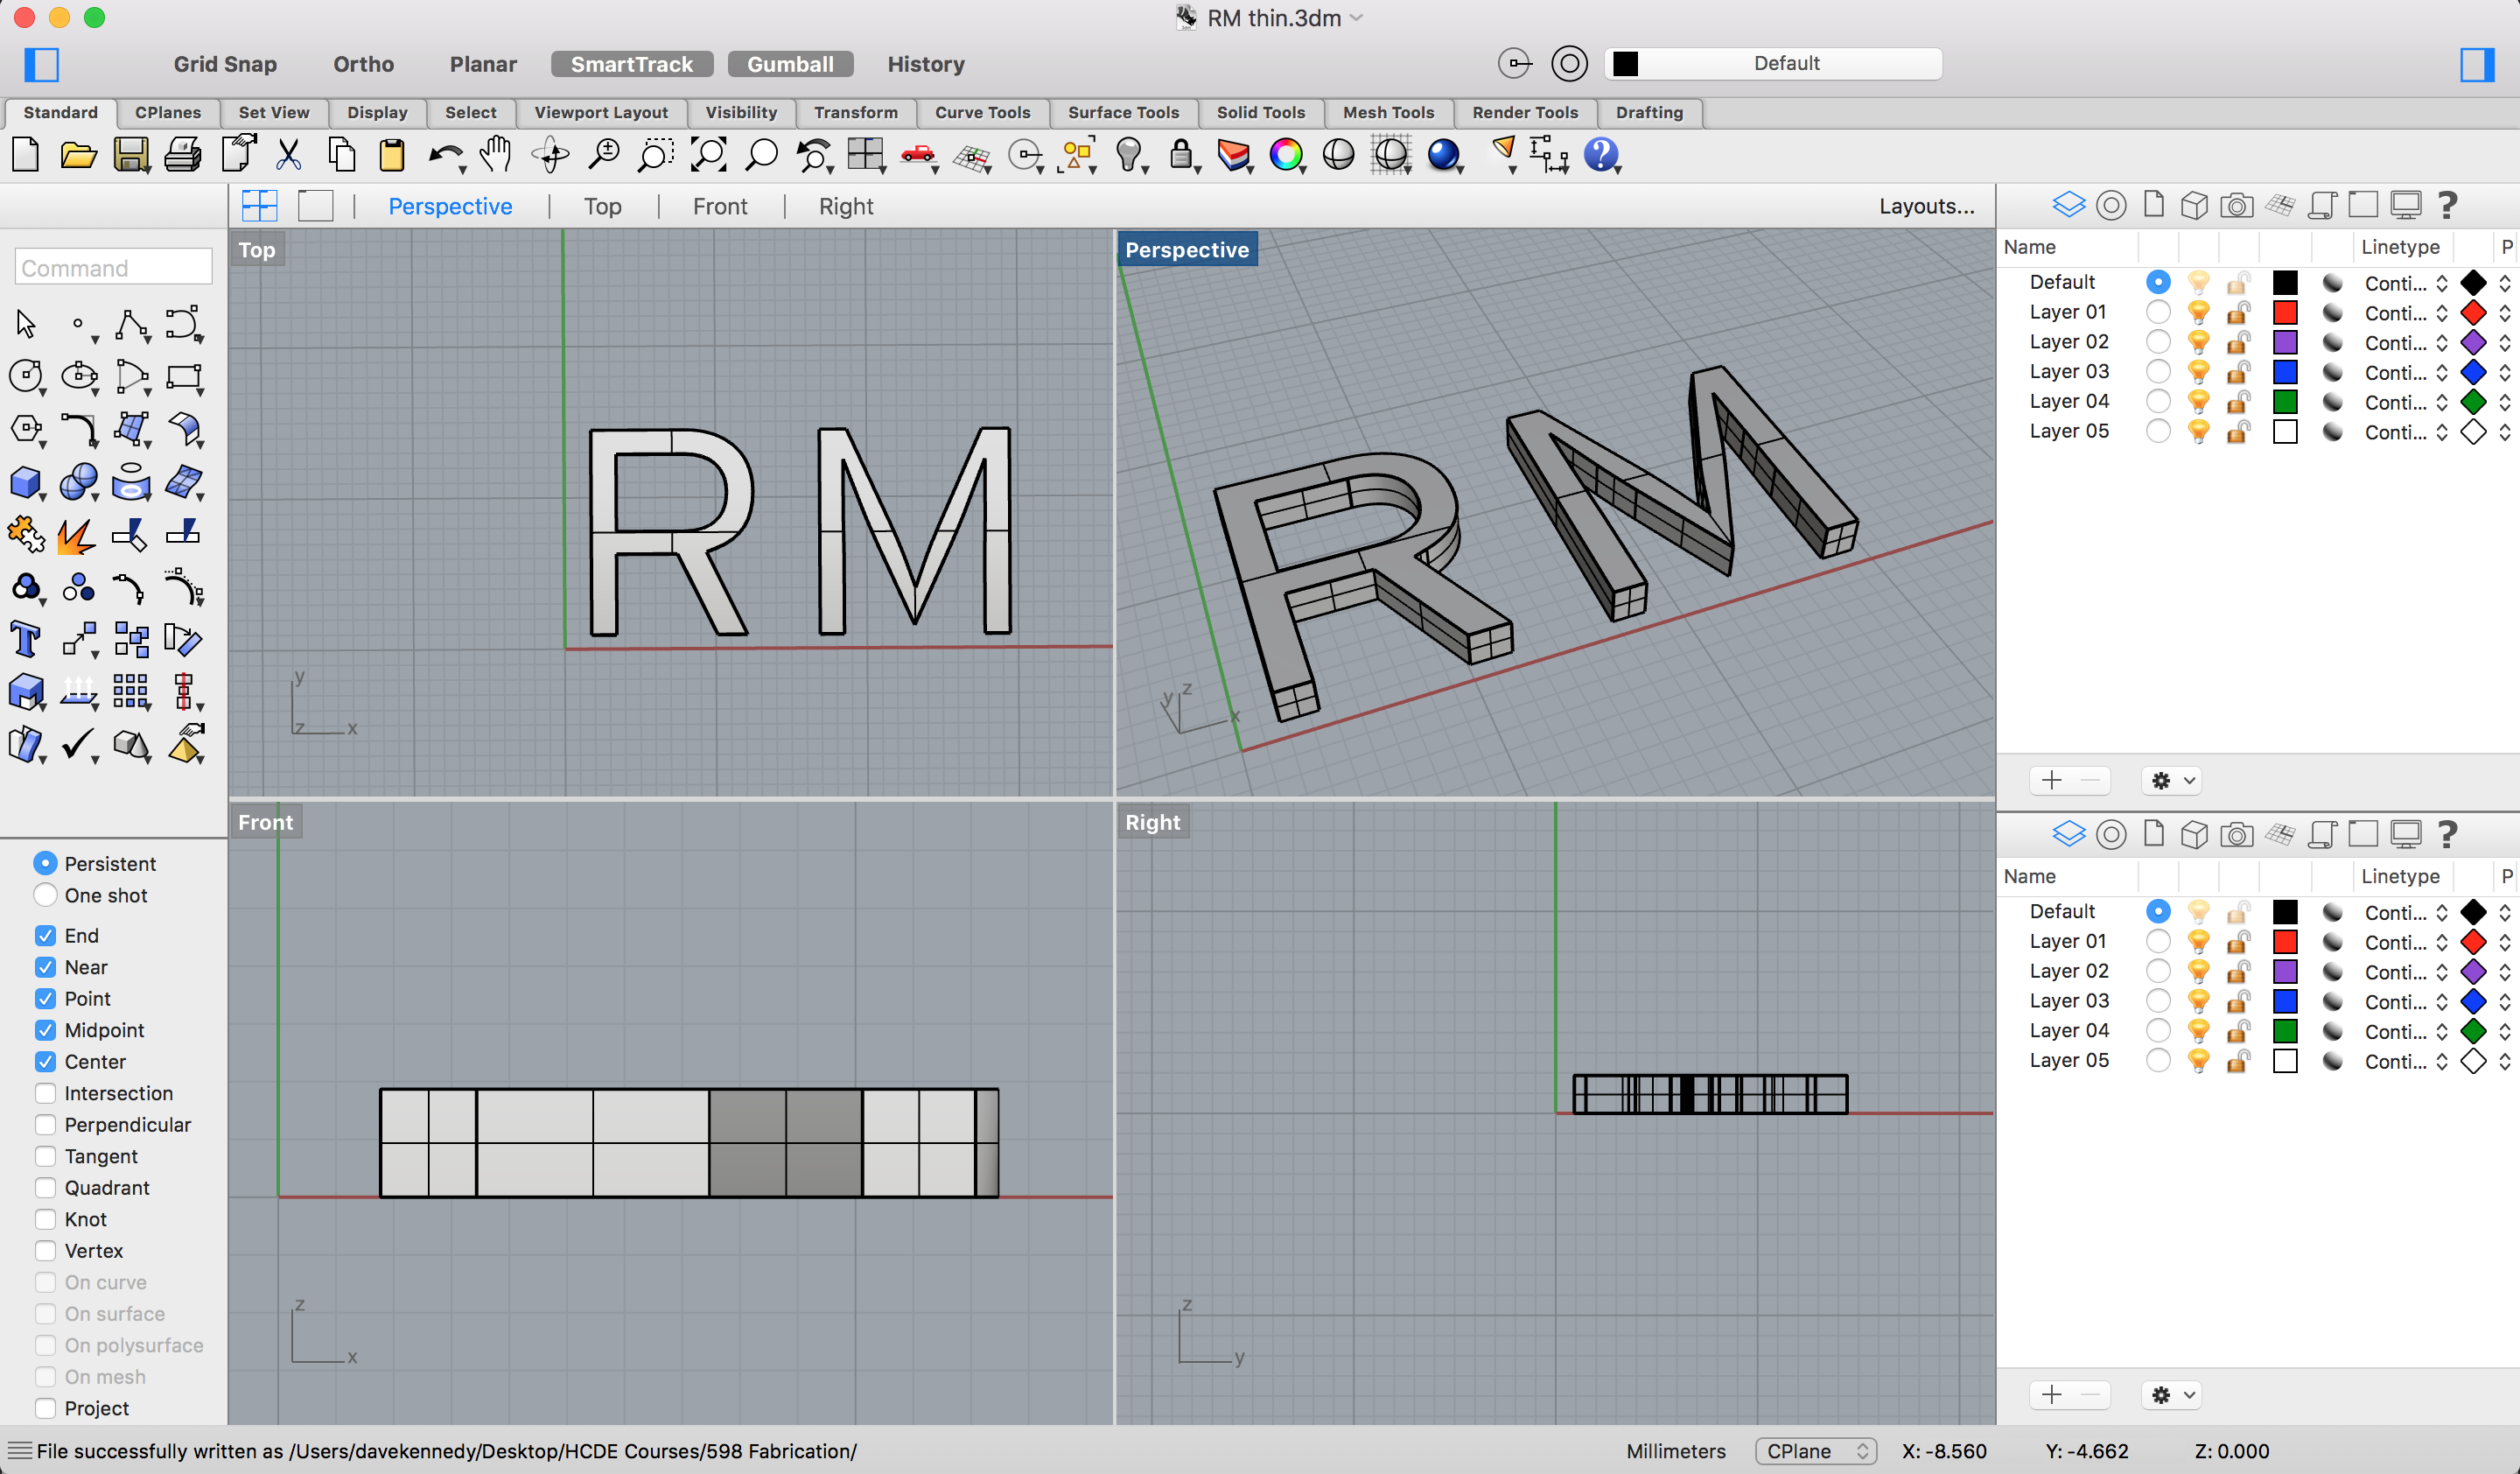 RM thin.3dm
Grid Snap Ortho Planar SmartTrack Gumball History Default
Standard CPlanes Set View Display Select Viewport Layout Visibility Transform Curve Tools Surface Tools Solid Tools Mesh Tools Render Tools Drafting
Perspective Top Front Right Layouts...
Command
Top
RM
y
z x
Perspective
RM
y z
x
Front
z
x
Right
z
y
Persistent
One shot
End
Near
Point
Midpoint
Center
Intersection
Perpendicular
Tangent
Quadrant
Knot
Vertex
On curve
On surface
On polysurface
On mesh
Project
Name Linetype P
Default Conti...
Layer 01 Conti...
Layer 02 Conti...
Layer 03 Conti...
Layer 04 Conti...
Layer 05 Conti...
Name Linetype P
Default Conti...
Layer 01 Conti...
Layer 02 Conti...
Layer 03 Conti...
Layer 04 Conti...
Layer 05 Conti...
File successfully written as /Users/davekennedy/Desktop/HCDE Courses/598 Fabrication/
Millimeters CPlane X: -8.560 Y: -4.662 Z: 0.000